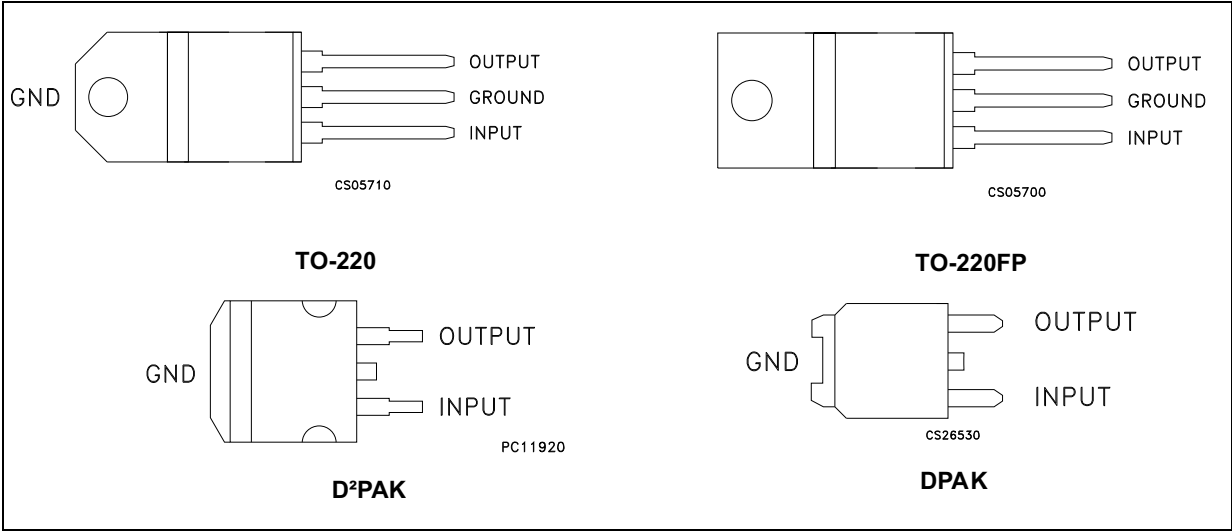 GND
OUTPUT
GROUND
INPUT
CS05710
TO-220
OUTPUT
GROUND
INPUT
CS05700
TO-220FP
GND
OUTPUT
INPUT
PC11920
D²PAK
GND
OUTPUT
INPUT
CS26530
DPAK